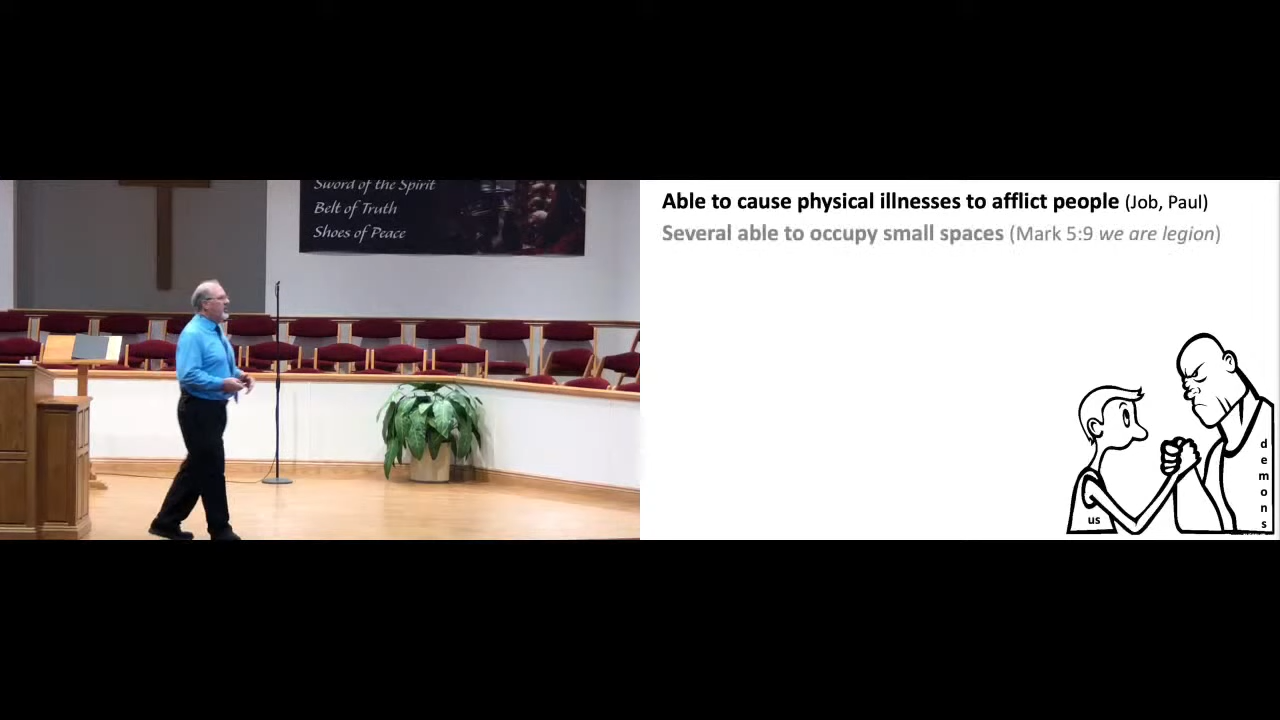 Sword of the Spirit
Belt of Truth
Shoes of Peace
Able to cause physical illnesses to afflict people (Job, Paul)
Several able to occupy small spaces (Mark 5:9 we are legion)
us
demons